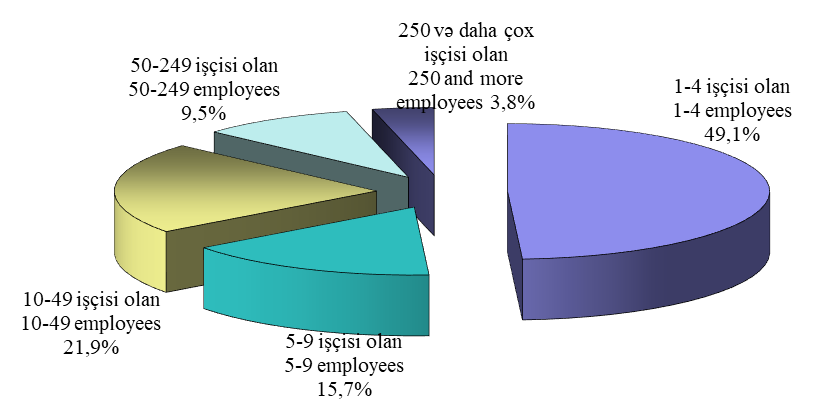 250 və daha çox
işçisi olan
250 and more
employees 3,8%
50-249 işçisi olan
50-249 employees
9,5%
1-4 işçisi olan
1-4 employees
49,1%
10-49 işçisi olan
10-49 employees
21,9%
5-9 işçisi olan
5-9 employees
15,7%